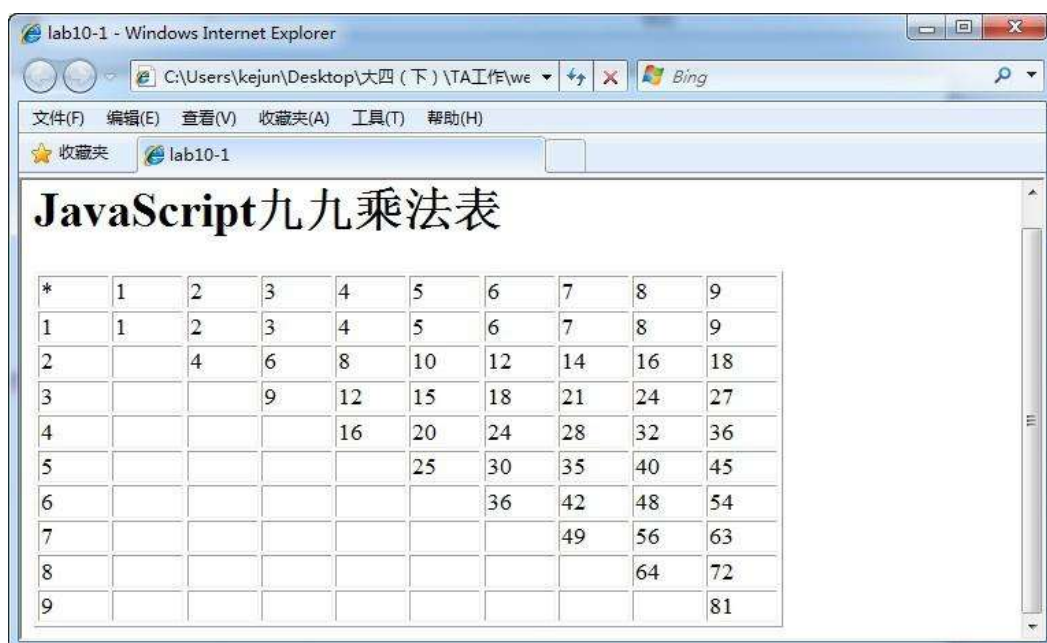 lab10-1 - Windows Internet Explorer
C:\Users\kejun\Desktop\大四 ( 下 ) \TA工作\we
Bing
文件(F) 编辑(E) 查看(V) 收藏夹(A) 工具(T) 帮助(H)
收藏夹 lab10-1
JavaScript九九乘法表
* 1 2 3 4 5 6 7 8 9
1 1 2 3 4 5 6 7 8 9
2 4 6 8 10 12 14 16 18
3 9 12 15 18 21 24 27
4 16 20 24 28 32 36
5 25 30 35 40 45
6 36 42 48 54
7 49 56 63
8 64 72
9 81